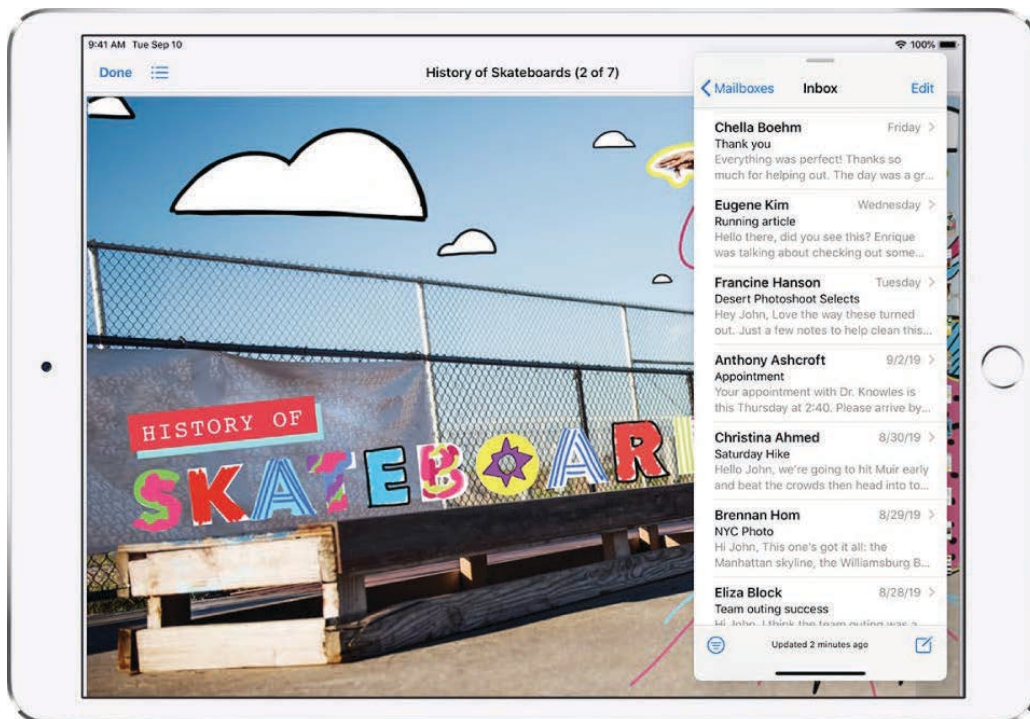 9:41 AM Tue Sep 10
100%
Done
History of Skateboards (2 of 7)
Mailboxes Inbox Edit
Chella Boehm Friday
Thank you
Everything was perfect! Thanks so
much for helping out. The day was a gr...
Eugene Kim Wednesday
Running article
Hello there, did you see this? Enrique
was talking about checking out some...
Francine Hanson Tuesday
Desert Photoshoot Selects
Hey John, Love the way these turned
out. Just a few notes to help clean this...
Anthony Ashcroft 9/2/19
Appointment
Your appointment with Dr. Knowles is
this Thursday at 2:40. Please arrive by...
Christina Ahmed 8/30/19
Saturday Hike
Hello John, we're going to hit Muir early
and beat the crowds then head into to...
Brennan Hom 8/29/19
NYC Photo
Hi John, This one's got it all: the
Manhattan skyline, the Williamsburg B...
Eliza Block 8/28/19
Team outing success
Hi John, I think the team outing was a
Updated 2 minutes ago
HISTORY OF
SKATEBOAR